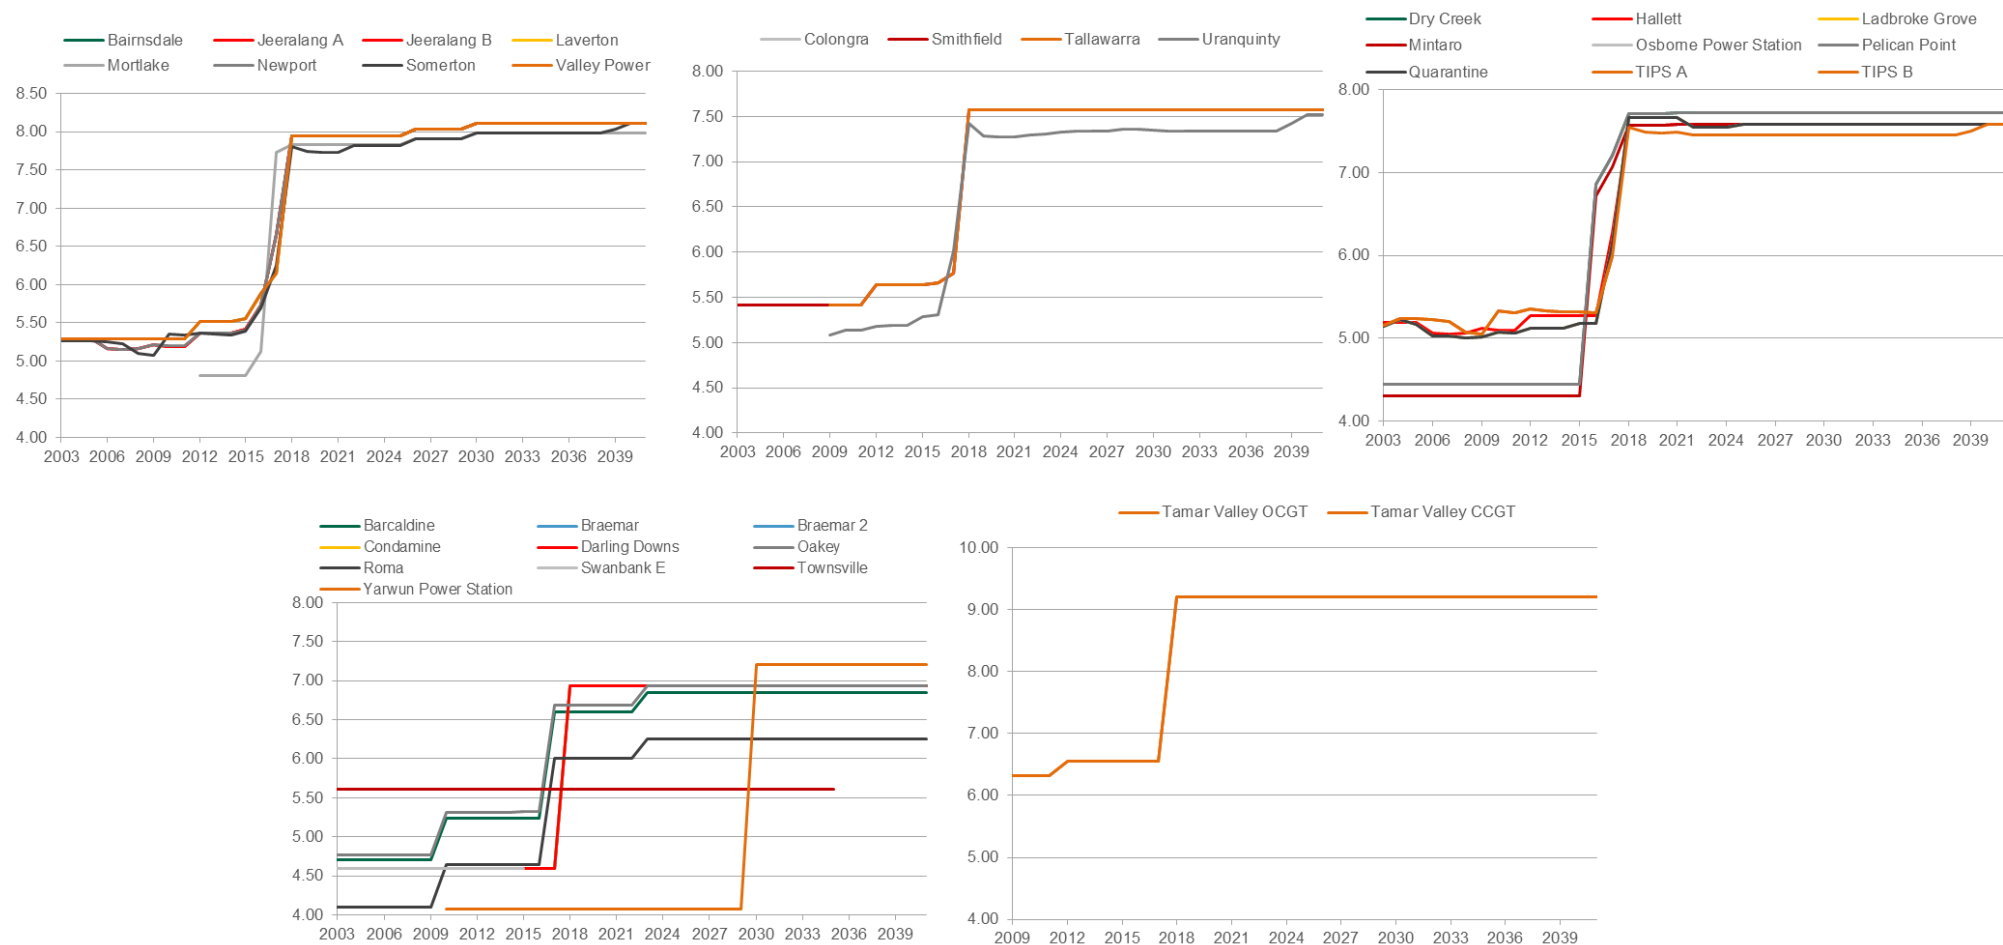 Bairnsdale Jeeralang A Jeeralang B Laverton
Mortlake Newport Somerton Valley Power
8.50
8.00
7.50
7.00
6.50
6.00
5.50
5.00
4.50
4.00
2003 2006 2009 2012 2015 2018 2021 2024 2027 2030 2033 2036 2039
Colongra Smithfield Tallawarra Uranquinty
8.00
7.50
7.00
6.50
6.00
5.50
5.00
4.50
4.00
2003 2006 2009 2012 2015 2018 2021 2024 2027 2030 2033 2036 2039
Dry Creek Hallett Ladbroke Grove
Mintaro Osborne Power Station Pelican Point
Quarantine TIPS A TIPS B
8.00
7.00
6.00
5.00
4.00
2003 2006 2009 2012 2015 2018 2021 2024 2027 2030 2033 2036 2039
Barcaldine Braemar Braemar 2
Condamine Darling Downs Oakey
Roma Swanbank E Townsville
Yarwun Power Station
8.00
7.50
7.00
6.50
6.00
5.50
5.00
4.50
4.00
2003 2006 2009 2012 2015 2018 2021 2024 2027 2030 2033 2036 2039
Tamar Valley OCGT Tamar Valley CCGT
10.00
9.00
8.00
7.00
6.00
5.00
4.00
2009 2012 2015 2018 2021 2024 2027 2030 2033 2036 2039